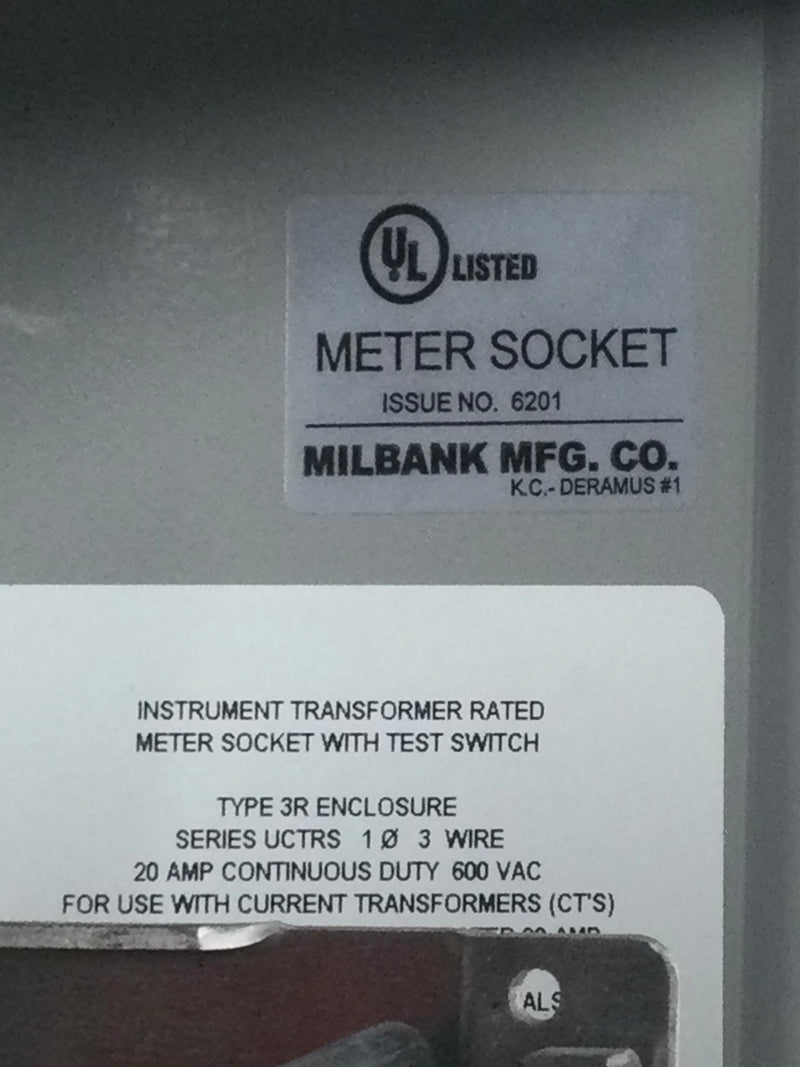 UL LISTED
METER SOCKET
ISSUE NO. 6201
MILBANK MFG. CO.
K.C.- DERAMUS #1
INSTRUMENT TRANSFORMER RATED
METER SOCKET WITH TEST SWITCH
TYPE 3R ENCLOSURE
SERIES UCTRS 1 Ø 3 WIRE
20 AMP CONTINUOUS DUTY 600 VAC
FOR USE WITH CURRENT TRANSFORMERS (CT'S)
AMP
ALS